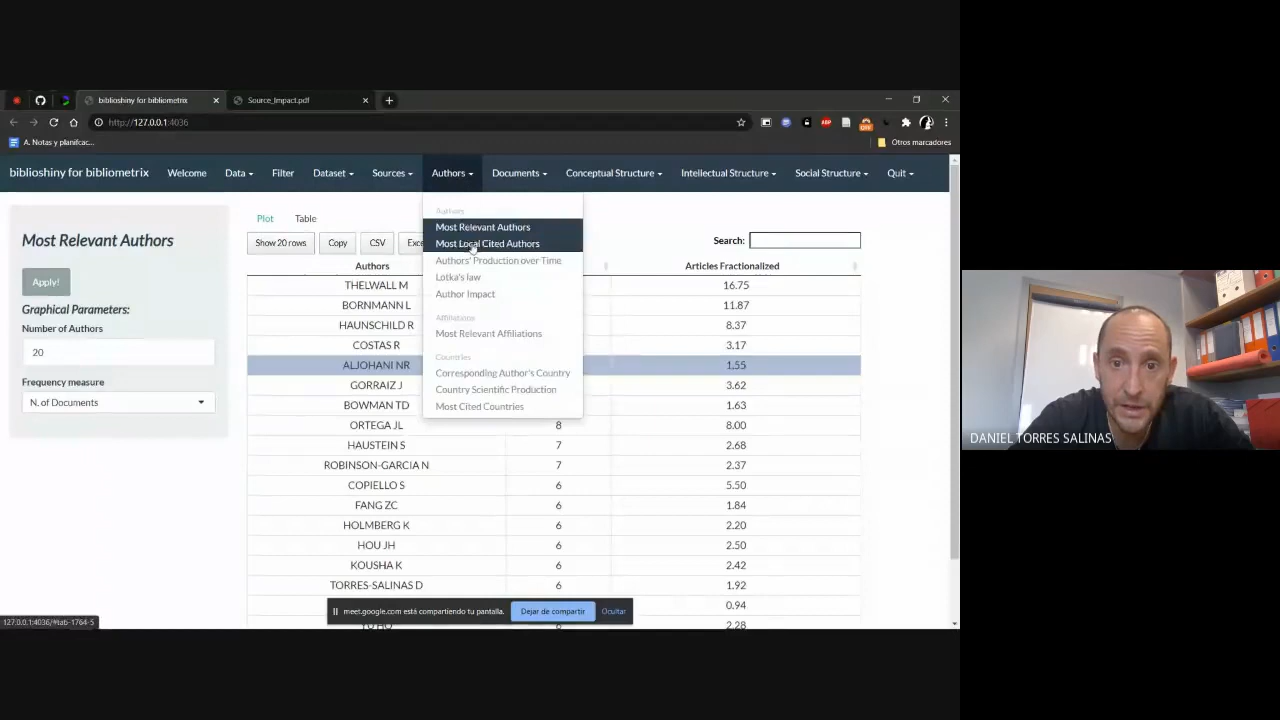 biblioshiny for bibliometrix
Source_Impact.pdf
http://127.0.0.1:4036
A. Notas y planifcac...
Otros marcadores
biblioshiny for bibliometrix Welcome Data Filter Dataset Sources Authors Documents Conceptual Structure Intellectual Structure Social Structure Quit
Most Relevant Authors
Apply!
Graphical Parameters:
Number of Authors
20
Frequency measure
N. of Documents
Authors
Most Relevant Authors
Most Local Cited Authors
Authors' Production over Time
Lotka's law
Author Impact
Affiliations
Most Relevant Affiliations
Countries
Corresponding Author's Country
Country Scientific Production
Most Cited Countries
Plot Table
Show 20 rows Copy CSV Search:
Authors Articles Fractionalized
THELWALL M 16.75
BORNMANN L 11.87
HAUNSCHILD R 8.37
COSTAS R 3.17
ALJOHANI NR 1.55
GORRAIZ J 3.62
BOWMAN TD 1.63
ORTEGA JL 8 8.00
HAUSTEIN S 7 2.68
ROBINSON-GARCIA N 7 2.37
COPIELLO S 6 5.50
FANG ZC 6 1.84
HOLMBERG K 6 2.20
HOU JH 6 2.50
KOUSHA K 6 2.42
TORRES-SALINAS D 6 1.92
0.94
2.28
meet.google.com está compartiendo tu pantalla. Dejar de compartir Ocultar
127.0.0.1:4036/#tab-1764-5
DANIEL TORRES SALINAS